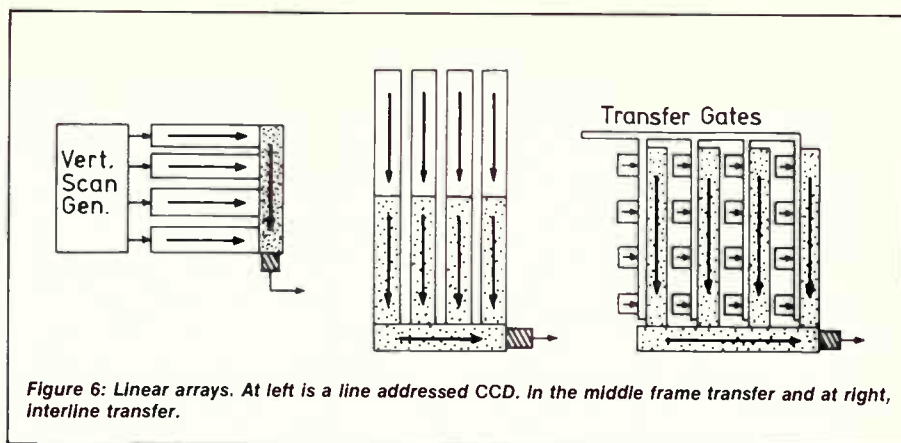 Vert.
Scan
Gen.
Transfer Gates
Figure 6: Linear arrays. At left is a line addressed CCD. In the middle frame transfer and at right,
interline transfer.